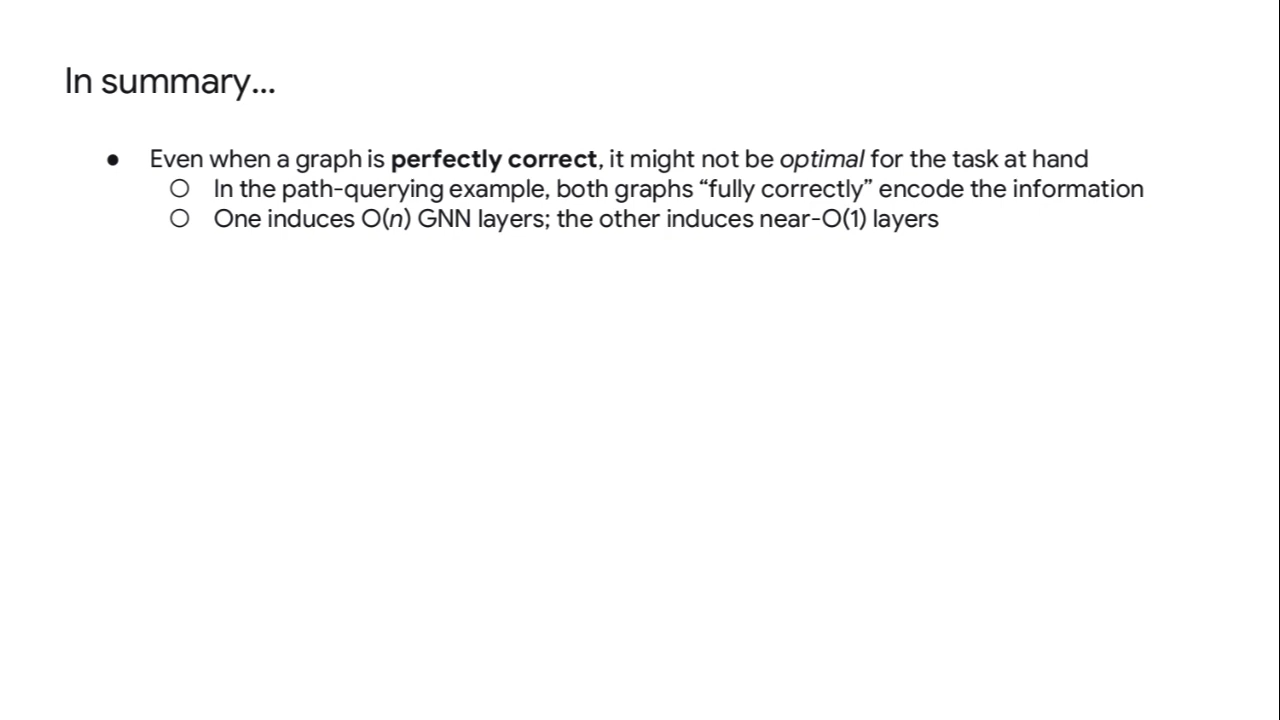 In summary...
● Even when a graph is perfectly correct, it might not be optimal for the task at hand
○ In the path-querying example, both graphs “fully correctly” encode the information
○ One induces O(n) GNN layers; the other induces near-O(1) layers